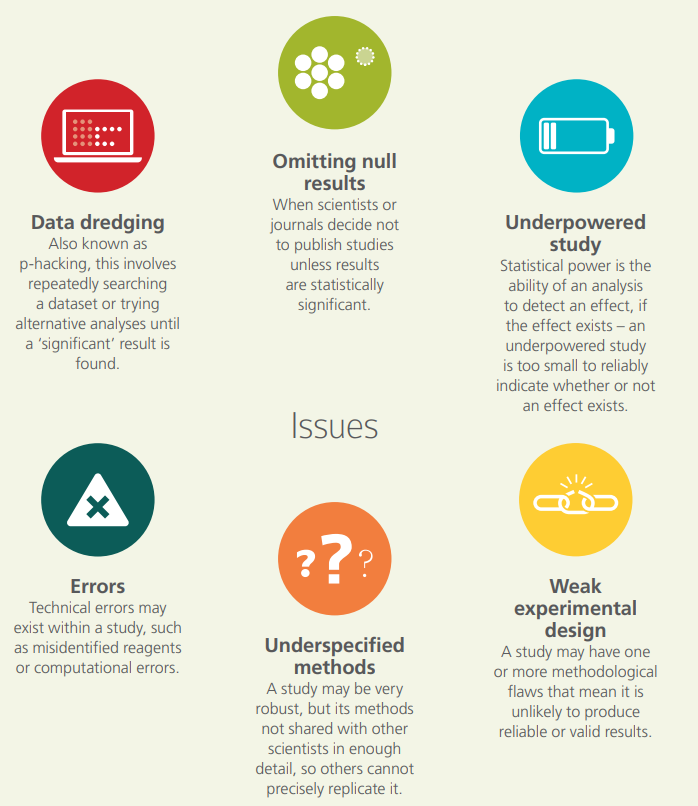 Omitting null
results
When scientists or
journals decide not
to publish studies
unless results
are statistically
significant.
Data dredging
Also known as
p-hacking, this involves
repeatedly searching
a dataset or trying
alternative analyses until
a ‘significant’ result is
found.
Underpowered
study
Statistical power is the
ability of an analysis
to detect an effect, if
the effect exists – an
underpowered study
is too small to reliably
indicate whether or not
an effect exists.
Issues
Errors
Technical errors may
exist within a study, such
as misidentified reagents
or computational errors.
???
Underspecified
methods
A study may be very
robust, but its methods
not shared with other
scientists in enough
detail, so others cannot
precisely replicate it.
Weak
experimental
design
A study may have one
or more methodological
flaws that mean it is
unlikely to produce
reliable or valid results.